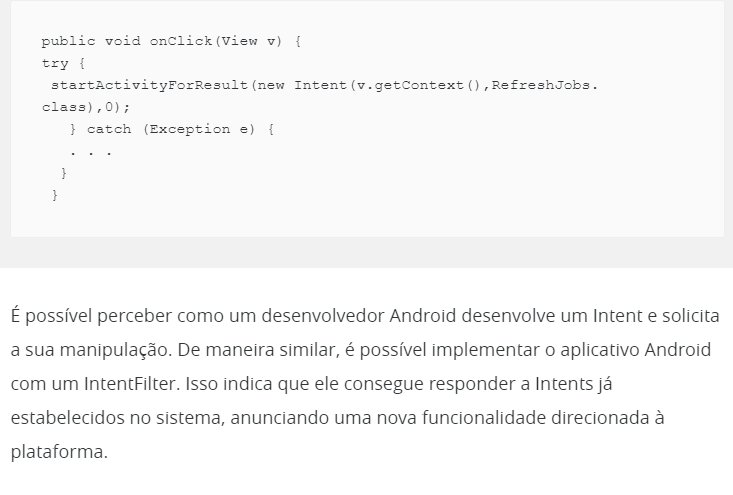 public void onClick(View v) {
try {
startActivityForResult(new Intent(v.getContext(),RefreshJobs.
class),0);
} catch (Exception e) {
. . .
}
}
É possível perceber como um desenvolvedor Android desenvolve um Intent e solicita
a sua manipulação. De maneira similar, é possível implementar o aplicativo Android
com um IntentFilter. Isso indica que ele consegue responder a Intents já
estabelecidos no sistema, anunciando uma nova funcionalidade direcionada à
plataforma.